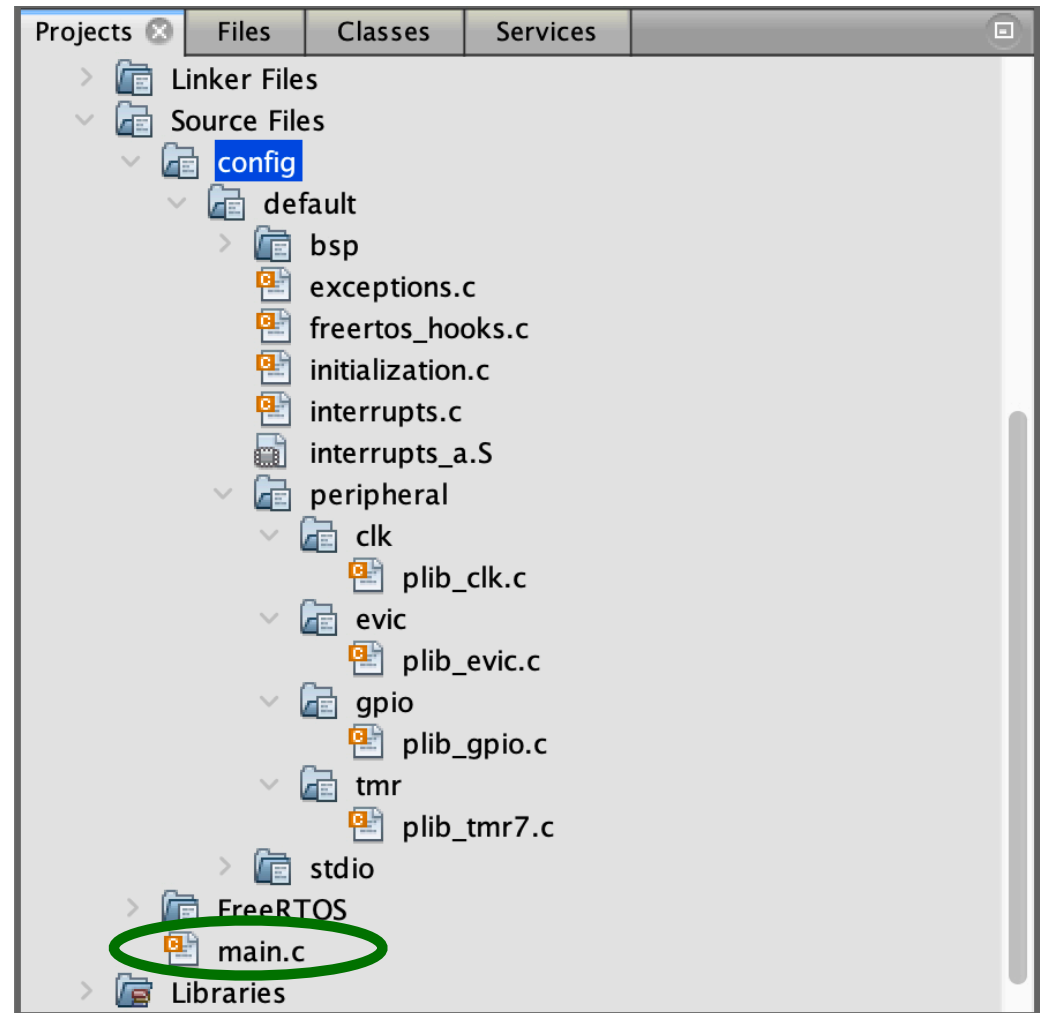 Projects Files Classes Services
Linker Files
Source Files
config
default
bsp
exceptions.c
freertos_hooks.c
initialization.c
interrupts.c
interrupts_a.S
peripheral
clk
plib_clk.c
evic
plib_evic.c
gpio
plib_gpio.c
tmr
plib_tmr7.c
stdio
FreeRTOS
main.c
Libraries